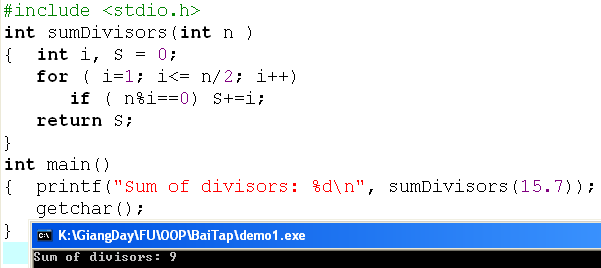 #include <stdio.h>
int sumDivisors(int n )
{  int i, S = 0;
   for ( i=1; i<= n/2; i++)
      if ( n%i==0) S+=i;
   return S;
}
int main()
{  printf("Sum of divisors: %d\n", sumDivisors(15.7));
   getchar();
}
K:\GiangDay\FU\OOP\BaiTap\demo1.exe
Sum of divisors: 9